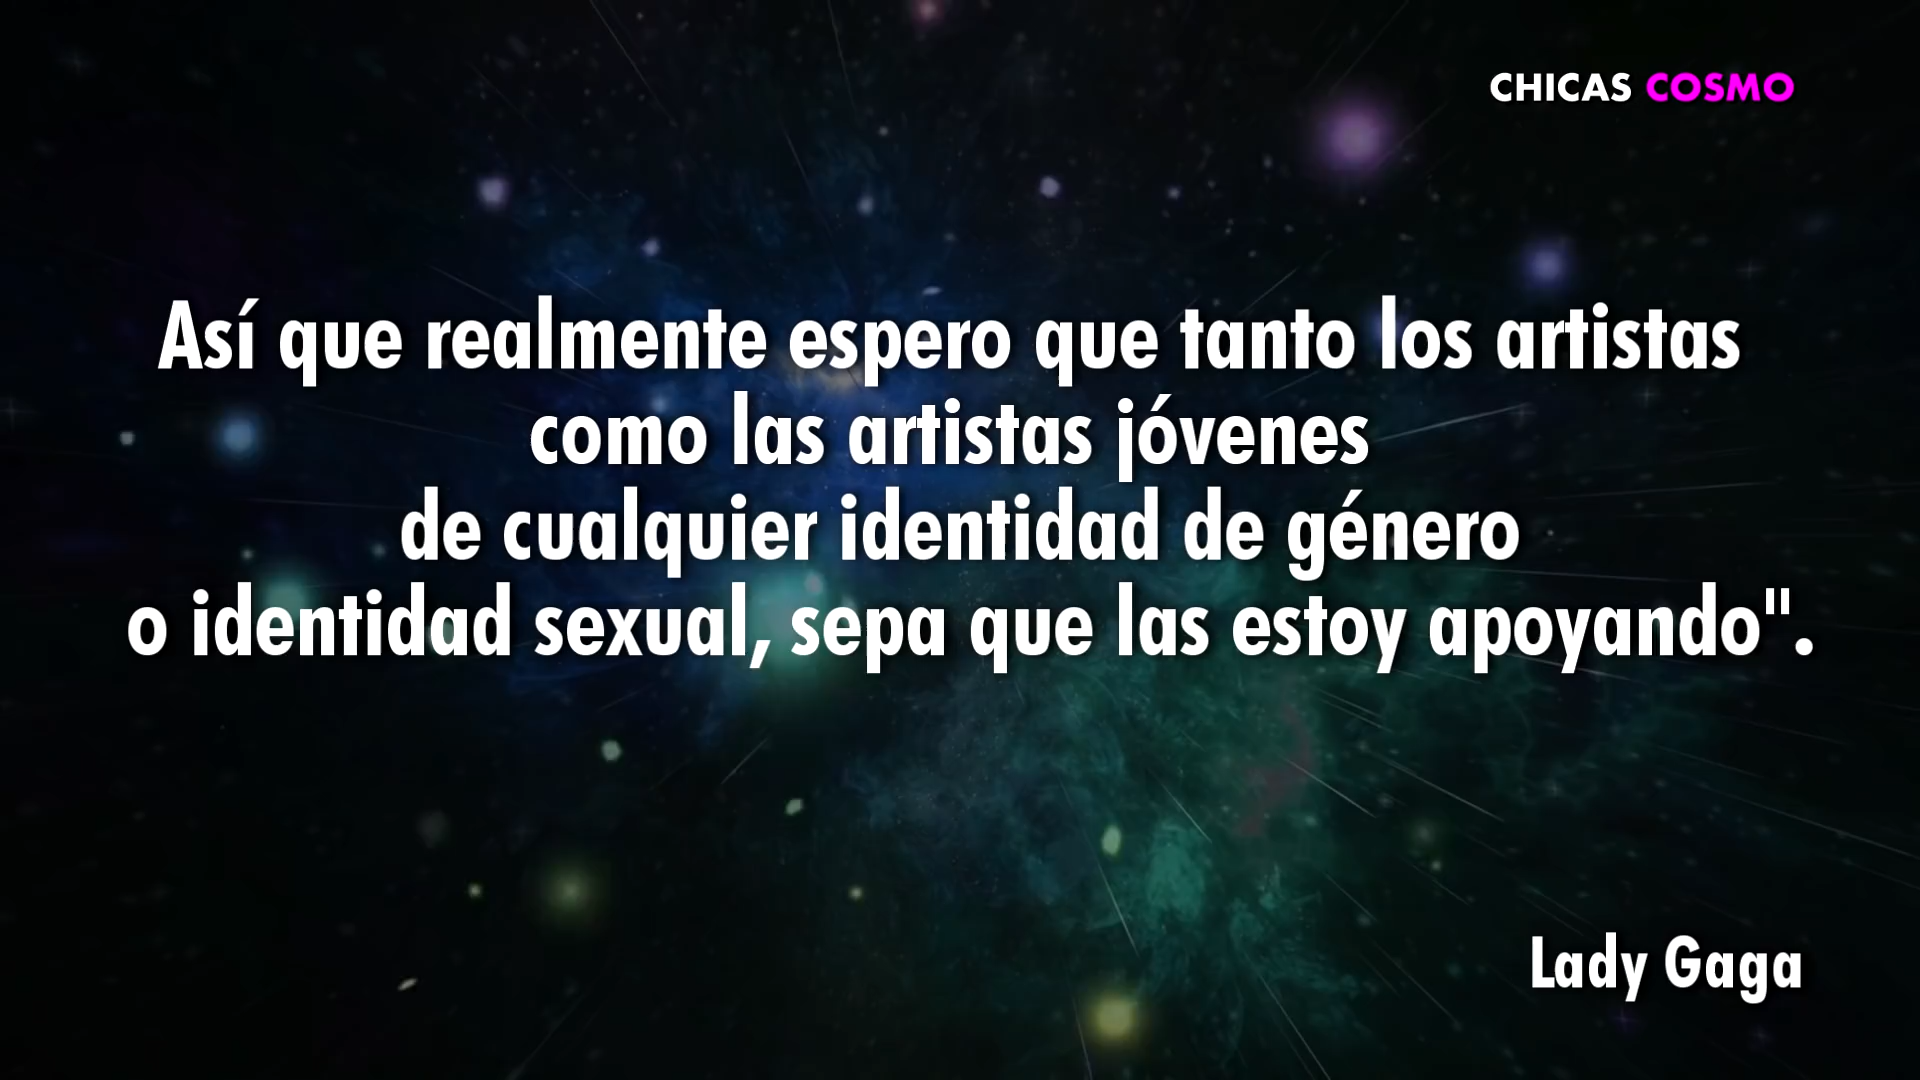 CHICAS COSMO
Así que realmente espero que tanto los artistas
como las artistas jóvenes
de cualquier identidad de género
o identidad sexual, sepa que las estoy apoyando".
Lady Gaga